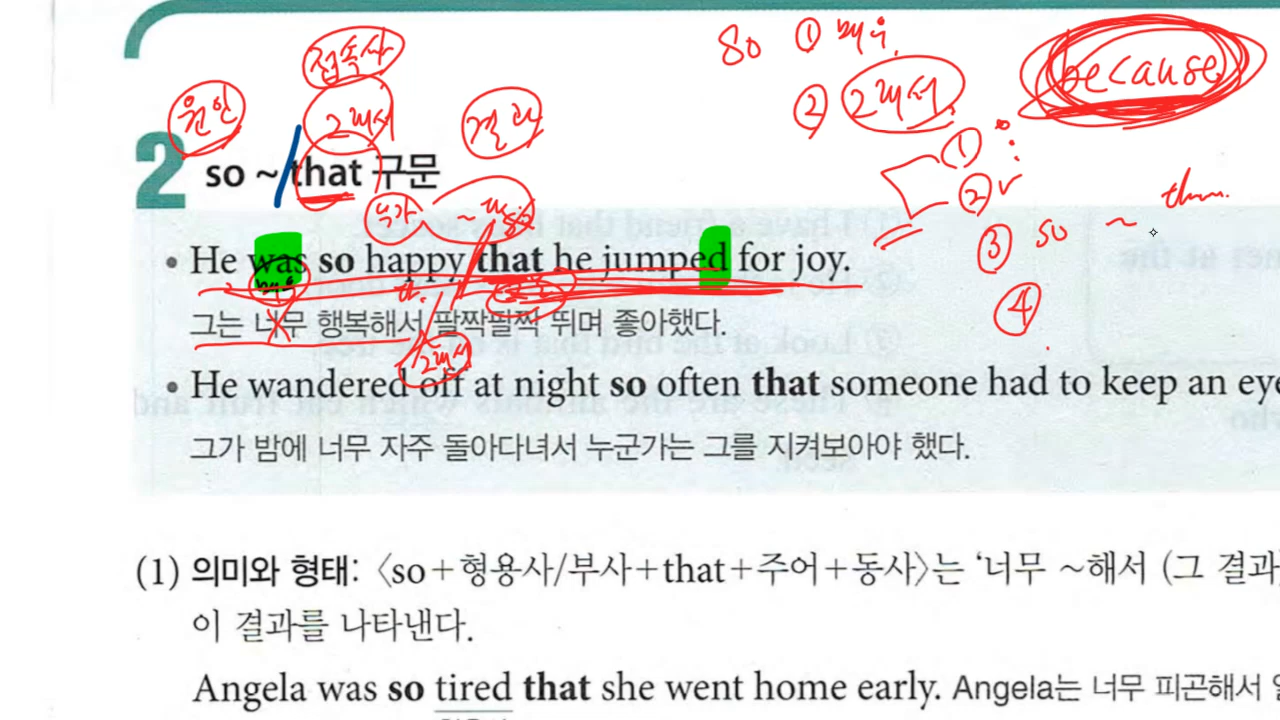 접속사
so ① 매우.
because
원인
그래서
결과
② 그래서.
2 so ~ that 구문
①
② v
③ so ~ that
④
• He was so happy that he jumped for joy.
그는 너무 행복해서 팔짝팔짝 뛰며 좋아했다.
그래서
• He wandered off at night so often that someone had to keep an eye
그가 밤에 너무 자주 돌아다녀서 누군가는 그를 지켜보아야 했다.
(1) 의미와 형태: 〈so+형용사/부사+that+주어+동사〉는 ‘너무 ~해서 (그 결과)
이 결과를 나타낸다.
Angela was so tired that she went home early. Angela는 너무 피곤해서